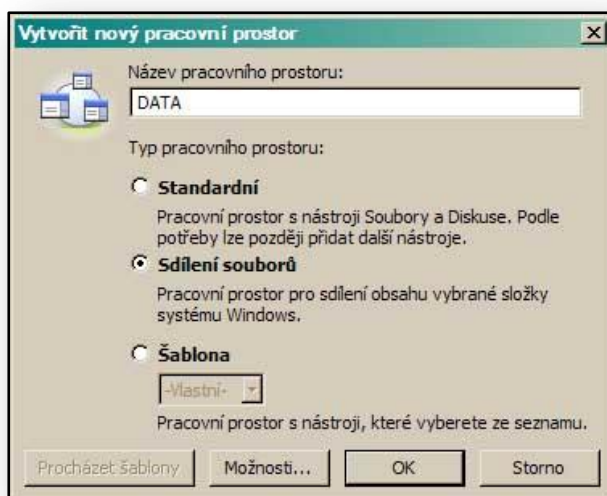 Vytvořit nový pracovní prostor
Název pracovního prostoru:
DATA
Typ pracovního prostoru:
Standardní
Pracovní prostor s nástroji Soubory a Diskuse. Podle
potřeby lze později přidat další nástroje.
Sdílení souborů
Pracovní prostor pro sdílení obsahu vybrané složky
systému Windows.
Šablona
-Vlastní-
Pracovní prostor s nástroji, které vyberete ze seznamu.
Procházet šablony Možnosti... OK Storno